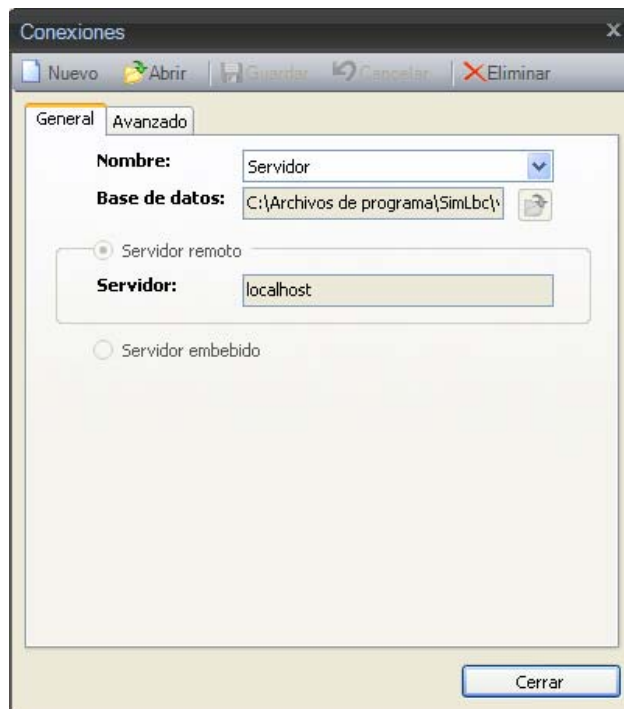 Conexiones
Nuevo Abrir Guardar Cancelar Eliminar
General Avanzado
Nombre: Servidor
Base de datos: C:\Archivos de programa\SimLbc\
Servidor remoto
Servidor: localhost
Servidor embebido
Cerrar